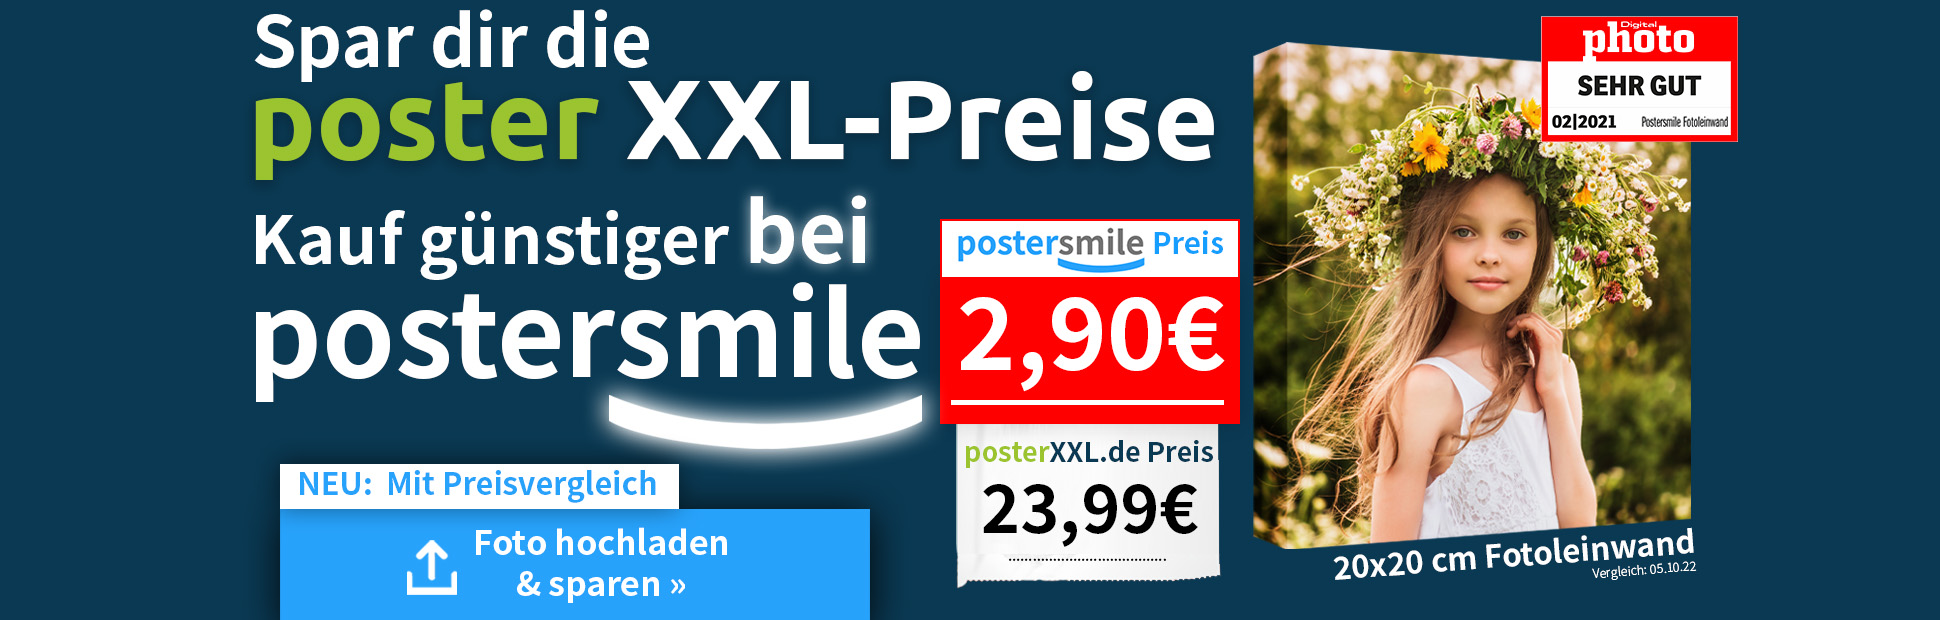 Spar dir die
poster XXL-Preise
Kauf günstiger bei
postersmile
postersmile Preis
2,90€
posterXXL.de Preis
23,99€
NEU: Mit Preisvergleich
Foto hochladen
& sparen »
Digital
photo
SEHR GUT
02|2021 Postersmile Fotoleinwand
20x20 cm Fotoleinwand
Vergleich: 05.10.22